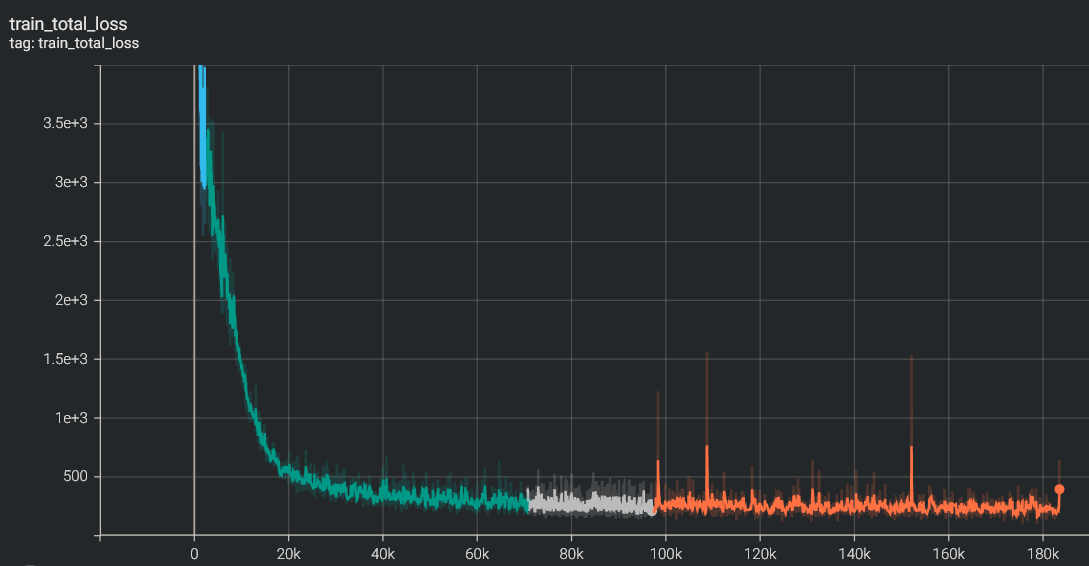 train_total_loss
tag: train_total_loss
3.5e+3
3e+3
2.5e+3
2e+3
1.5e+3
1e+3
500
0 20k 40k 60k 80k 100k 120k 140k 160k 180k